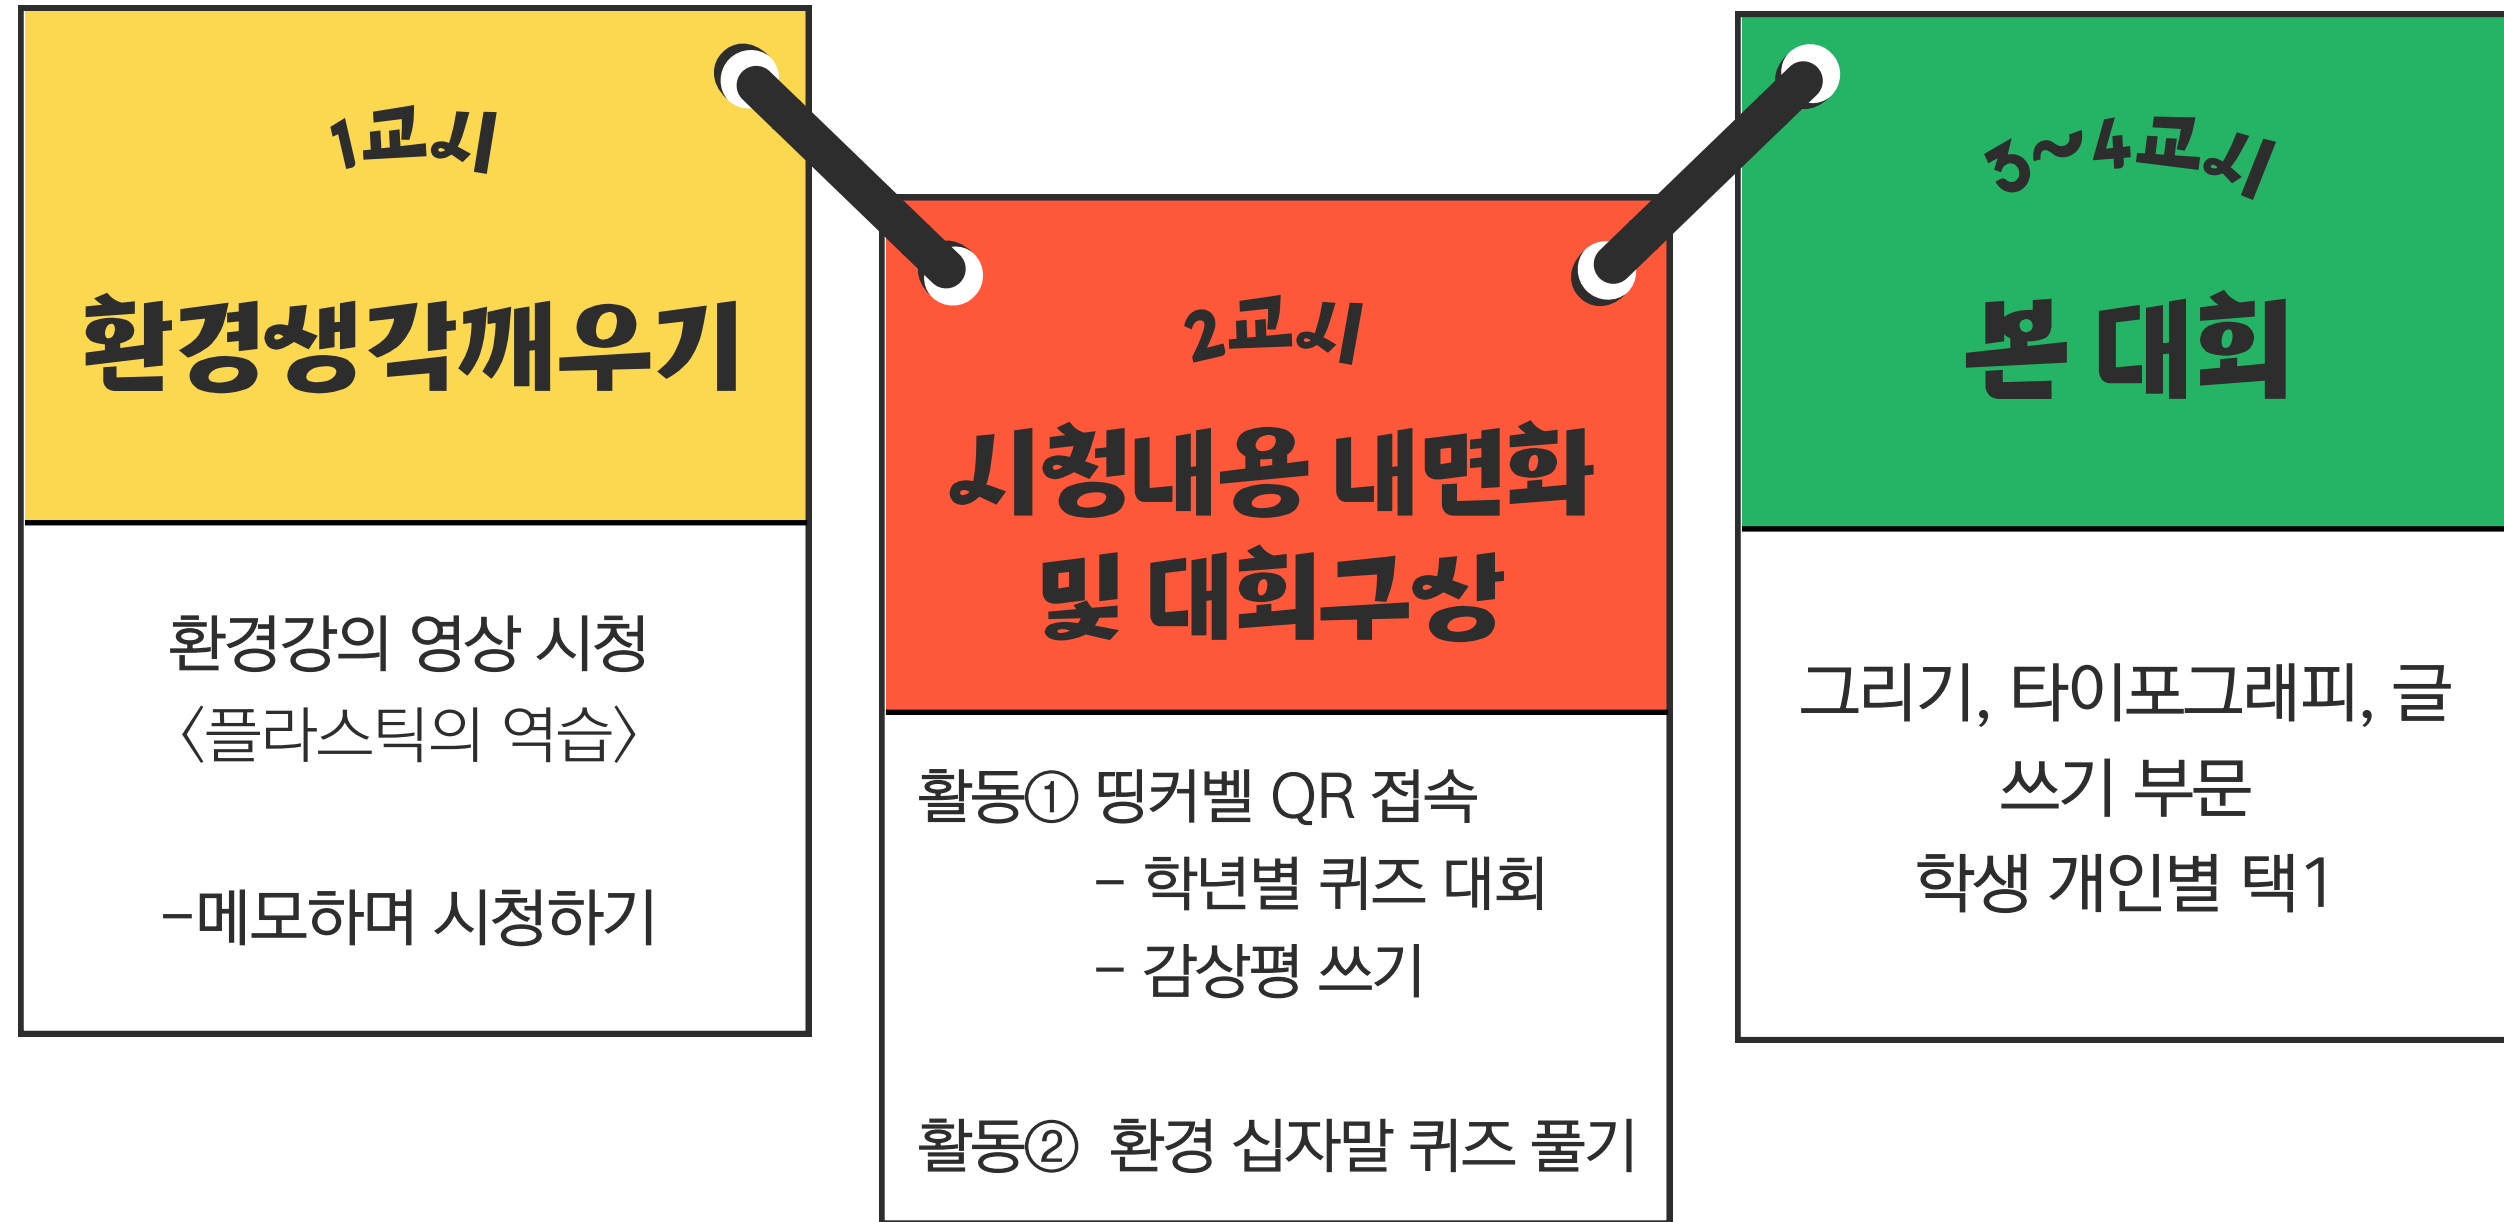 1교시
환경생각깨우기
환경강의 영상 시청
<플라스틱의 역습>
-메모하며 시청하기
2교시
시청내용 내면화
및 대회구상
활동① 띵커벨 QR 접속
- 학년별 퀴즈 대회
- 감상평 쓰기
활동② 환경 십자말 퀴즈 풀기
3~4교시
본 대회
그리기, 타이포그래피, 글
쓰기 부문
학생 개인별 택1